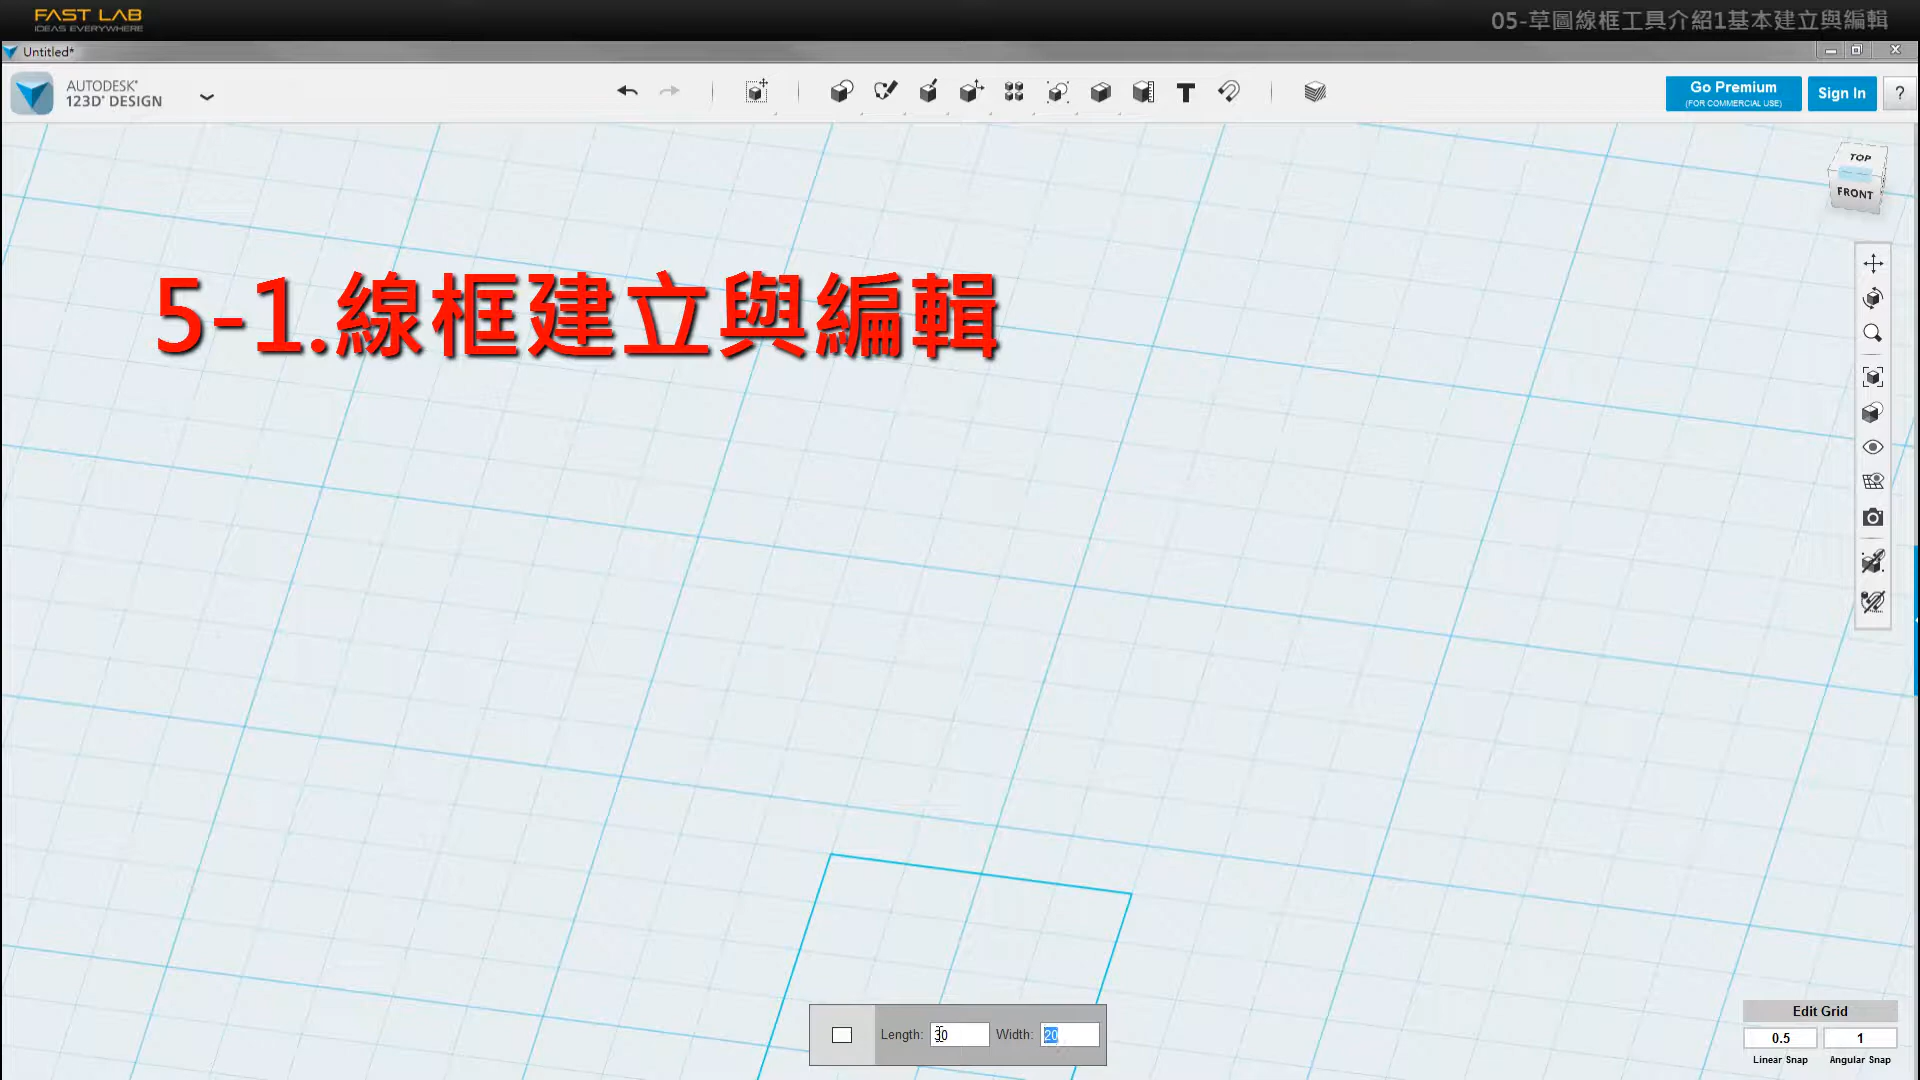 FAST LAB
IDEAS EVERYWHERE
05-草圖線框工具介紹1基本建立與編輯
Untitled*
AUTODESK®
123D® DESIGN
Go Premium
(FOR COMMERCIAL USE)
Sign In
?
TOP
FRONT
5-1.線框建立與編輯
Length: 30 Width: 20
Edit Grid
0.5 1
Linear Snap Angular Snap